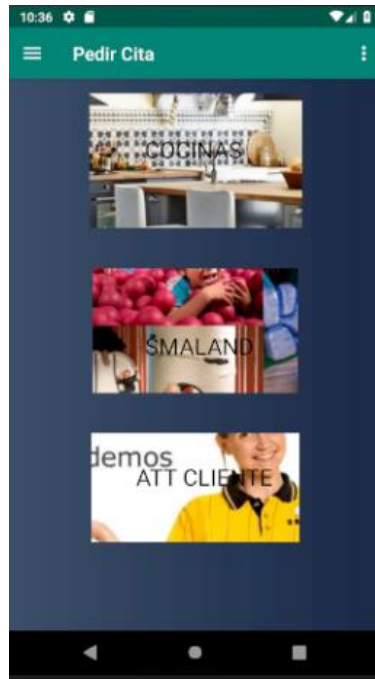 10:36
Pedir Cita
COCINAS
SMALAND
demos
ATT CLIENTE